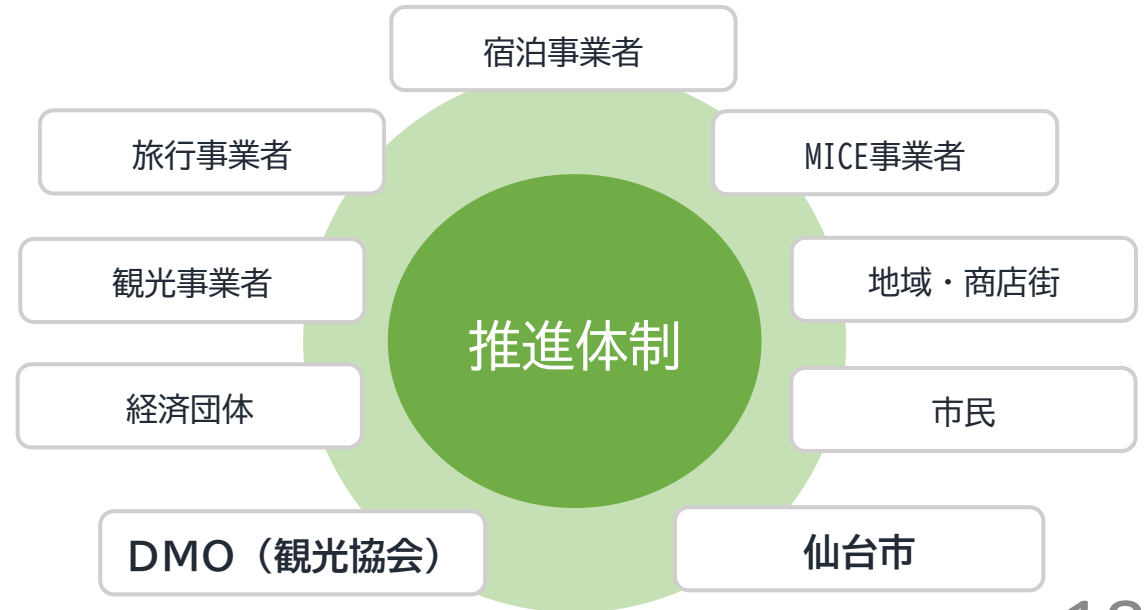 宿泊事業者
旅行事業者
MICE事業者
観光事業者
地域・商店街
推進体制
経済団体
市民
DMO（観光協会）
仙台市